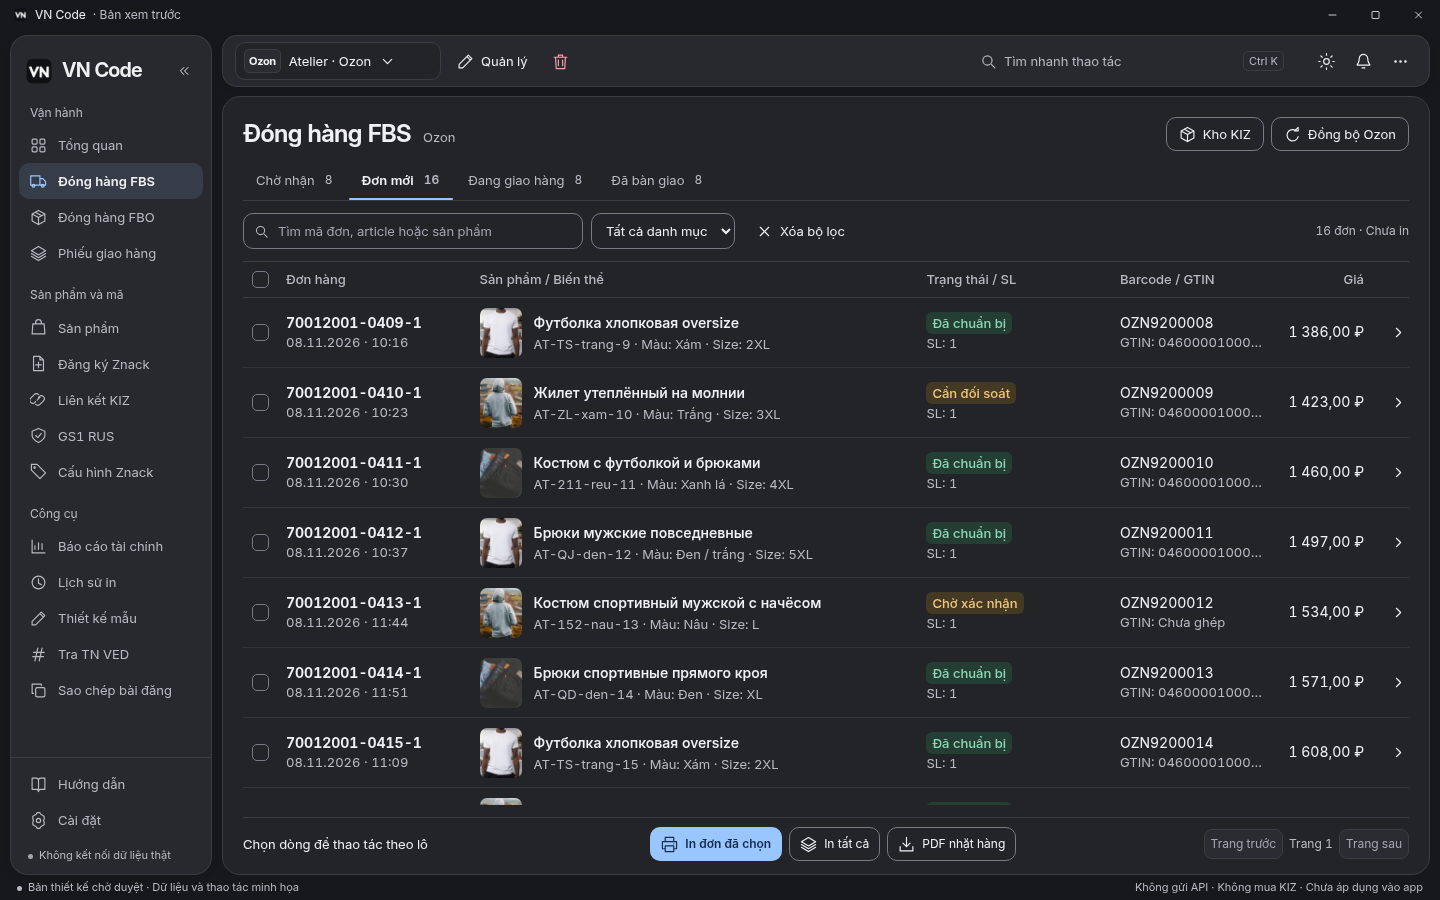 VN VN Code · Bản xem trước
VN VN Code
Vận hành
Tổng quan
Đóng hàng FBS
Đóng hàng FBO
Phiếu giao hàng
Sản phẩm và mã
Sản phẩm
Đăng ký Znack
Liên kết KIZ
GS1 RUS
Cấu hình Znack
Công cụ
Báo cáo tài chính
Lịch sử in
Thiết kế mẫu
Tra TN VED
Sao chép bài đăng
Hướng dẫn
Cài đặt
Không kết nối dữ liệu thật
Ozon Atelier · Ozon
Quản lý
Tìm nhanh thao tác
Ctrl K
Đóng hàng FBS Ozon
Kho KIZ
Đồng bộ Ozon
Chờ nhận 8
Đơn mới 16
Đang giao hàng 8
Đã bàn giao 8
Tìm mã đơn, article hoặc sản phẩm
Tất cả danh mục
Xóa bộ lọc
16 đơn · Chưa in
Đơn hàng
Sản phẩm / Biến thể
Trạng thái / SL
Barcode / GTIN
Giá
70012001-0409-1
08.11.2026 · 10:16
Футболка хлопковая oversize
AT-TS-trang-9 · Màu: Xám · Size: 2XL
Đã chuẩn bị
SL: 1
OZN9200008
GTIN: 04600001000...
1 386,00 ₽
70012001-0410-1
08.11.2026 · 10:23
Жилет утеплённый на молнии
AT-ZL-xam-10 · Màu: Trắng · Size: 3XL
Cần đối soát
SL: 1
OZN9200009
GTIN: 04600001000...
1 423,00 ₽
70012001-0411-1
08.11.2026 · 10:30
Костюм с футболкой и брюками
AT-211-reu-11 · Màu: Xanh lá · Size: 4XL
Đã chuẩn bị
SL: 1
OZN9200010
GTIN: 04600001000...
1 460,00 ₽
70012001-0412-1
08.11.2026 · 10:37
Брюки мужские повседневные
AT-QJ-den-12 · Màu: Đen / trắng · Size: 5XL
Đã chuẩn bị
SL: 1
OZN9200011
GTIN: 04600001000...
1 497,00 ₽
70012001-0413-1
08.11.2026 · 11:44
Костюм спортивный мужской с начёсом
AT-152-nau-13 · Màu: Nâu · Size: L
Chờ xác nhận
SL: 1
OZN9200012
GTIN: Chưa ghép
1 534,00 ₽
70012001-0414-1
08.11.2026 · 11:51
Брюки спортивные прямого кроя
AT-QD-den-14 · Màu: Đen · Size: XL
Đã chuẩn bị
SL: 1
OZN9200013
GTIN: 04600001000...
1 571,00 ₽
70012001-0415-1
08.11.2026 · 11:09
Футболка хлопковая oversize
AT-TS-trang-15 · Màu: Xám · Size: 2XL
Đã chuẩn bị
SL: 1
OZN9200014
GTIN: 04600001000...
1 608,00 ₽
Chọn dòng để thao tác theo lô
In đơn đã chọn
In tất cả
PDF nhặt hàng
Trang trước
Trang 1
Trang sau
Bản thiết kế chờ duyệt · Dữ liệu và thao tác minh họa
Không gửi API · Không mua KIZ · Chưa áp dụng vào app